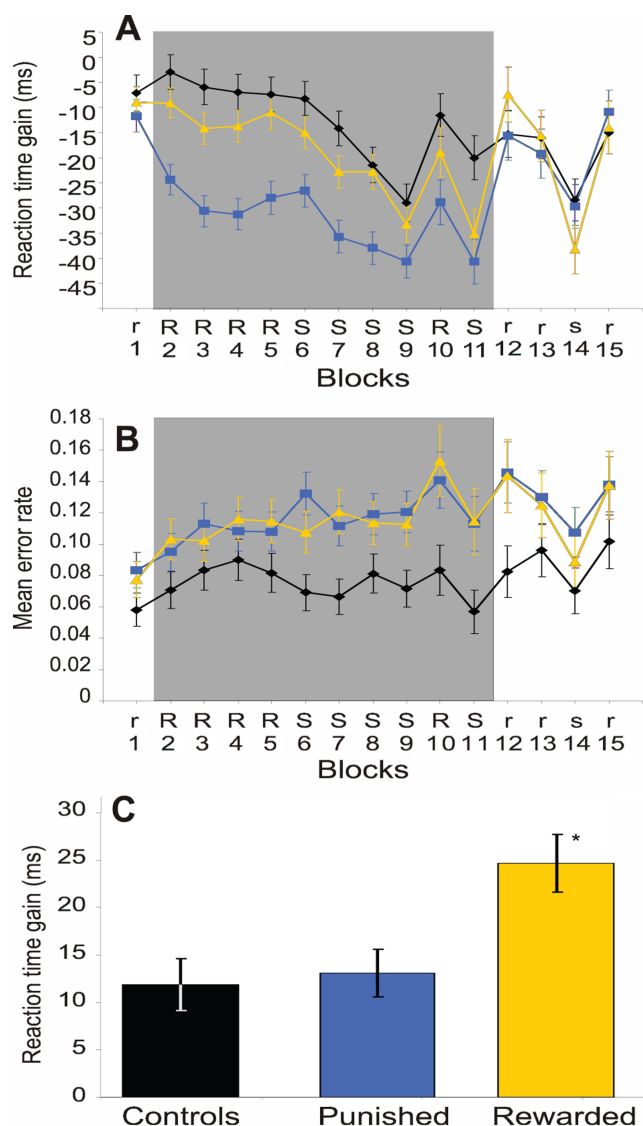 A
Reaction time gain (ms)
5
0
-5
-10
-15
-20
-25
-30
-35
-40
-45
r R R R R S S S S R S r r s r
1 2 3 4 5 6 7 8 9 10 11 12 13 14 15
Blocks
B
Mean error rate
0.18
0.16
0.14
0.12
0.10
0.08
0.06
0.04
0.02
0
r R R R R S S S S R S r r s r
1 2 3 4 5 6 7 8 9 10 11 12 13 14 15
Blocks
C
Reaction time gain (ms)
30
25
20
15
10
5
0
*
Controls Punished Rewarded